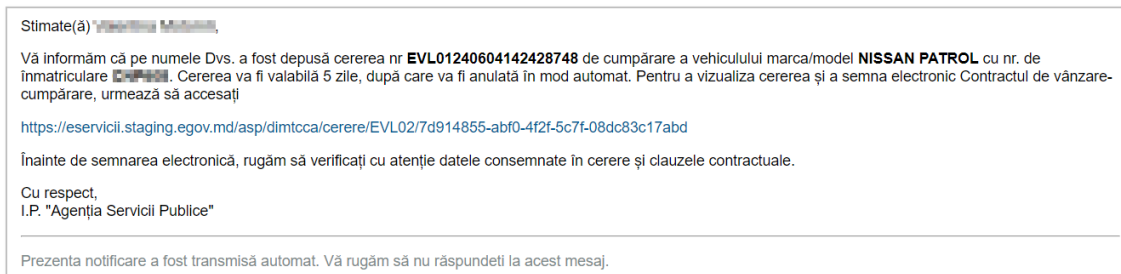 Stimate(ă)
Vă informăm că pe numele Dvs. a fost depusă cererea nr EVL01240604142428748 de cumpărare a vehiculului marca/model NISSAN PATROL cu nr. de
înmatriculare . Cererea va fi valabilă 5 zile, după care va fi anulată în mod automat. Pentru a vizualiza cererea și a semna electronic Contractul de vânzare-
cumpărare, urmează să accesați
https://eservicii.staging.egov.md/asp/dimtcca/cerere/EVL02/7d914855-abf0-4f2f-5c7f-08dc83c17abd
Înainte de semnarea electronică, rugăm să verificați cu atenție datele consemnate în cerere și clauzele contractuale.
Cu respect,
I.P. "Agenția Servicii Publice"
Prezenta notificare a fost transmisă automat. Vă rugăm să nu răspundeti la acest mesaj.